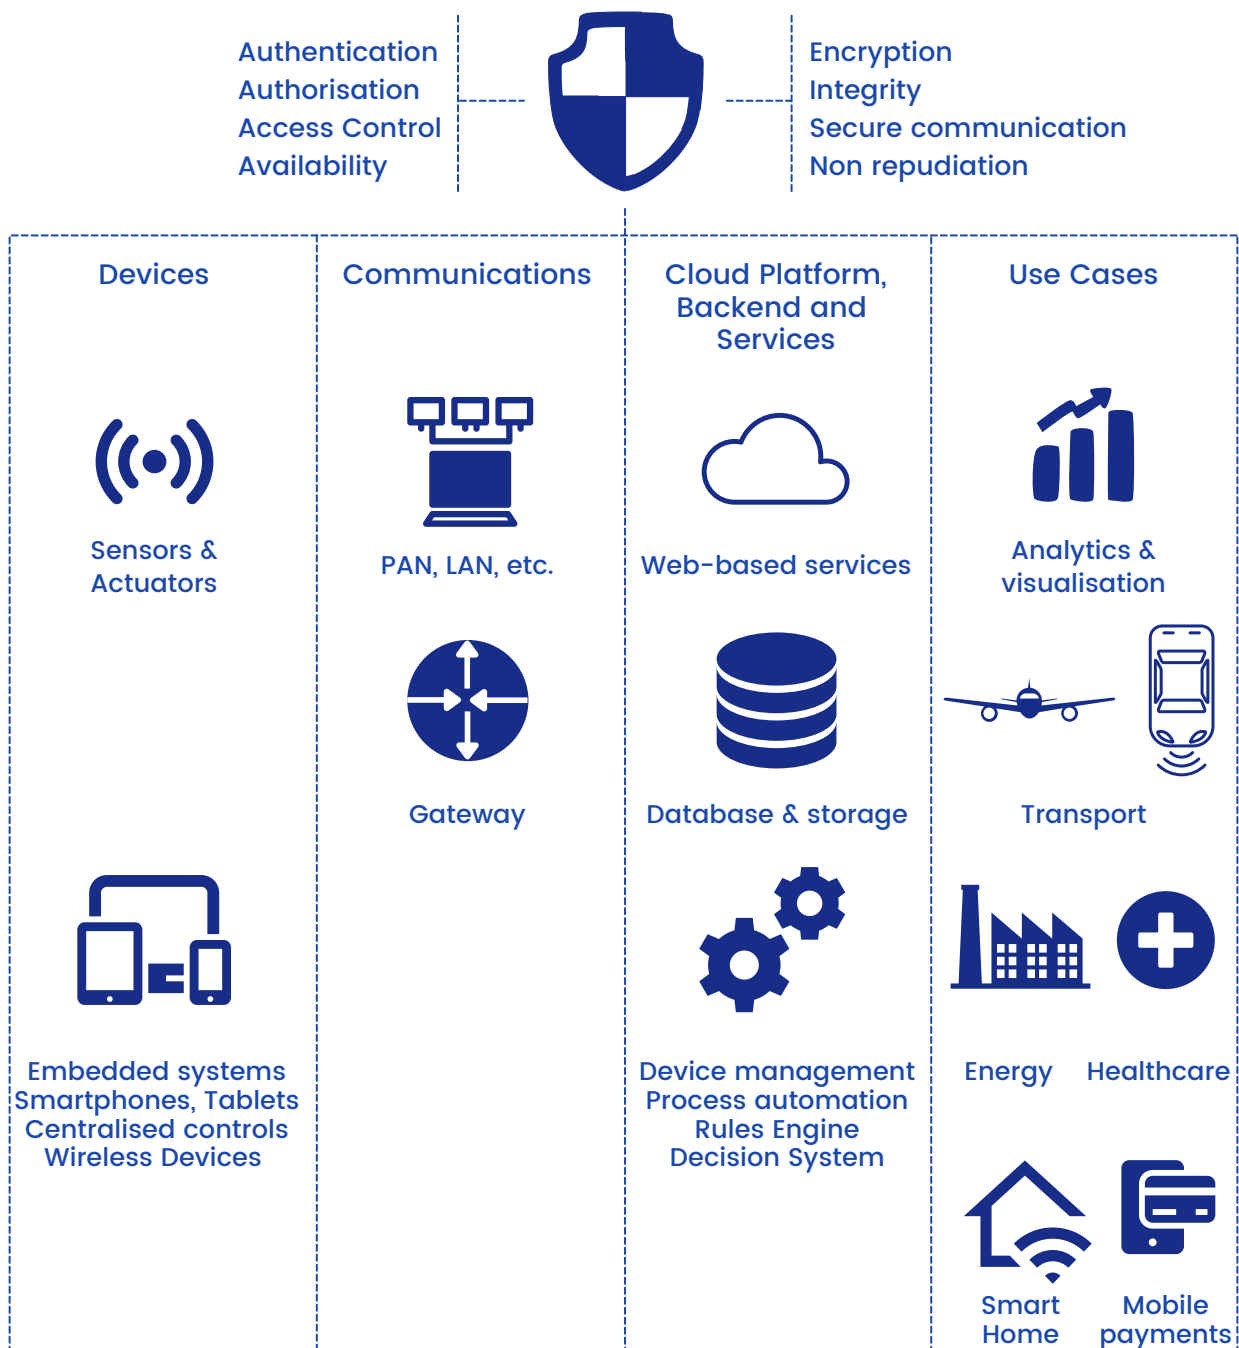 Authentication
Authorisation
Access Control
Availability
Encryption
Integrity
Secure communication
Non repudiation
Devices
Sensors &
Actuators
Embedded systems
Smartphones, Tablets
Centralised controls
Wireless Devices
Communications
PAN, LAN, etc.
Gateway
Cloud Platform,
Backend and
Services
Web-based services
Database & storage
Device management
Process automation
Rules Engine
Decision System
Use Cases
Analytics &
visualisation
Transport
Energy
Healthcare
Smart
Home
Mobile
payments